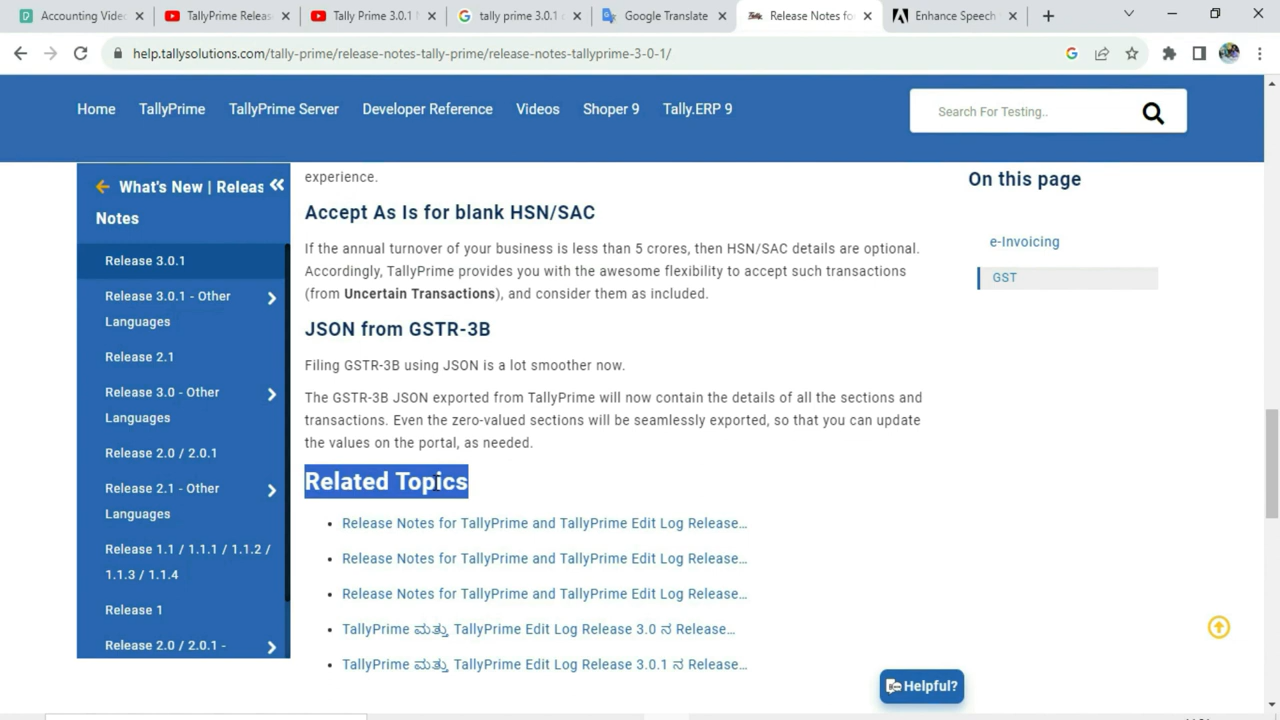 Accounting Video
TallyPrime Releas
Tally Prime 3.0.1
tally prime 3.0.1
Google Translate
Release Notes for
Enhance Speech
help.tallysolutions.com/tally-prime/release-notes-tally-prime/release-notes-tallyprime-3-0-1/
Home TallyPrime TallyPrime Server Developer Reference Videos Shoper 9 Tally.ERP 9
Search For Testing..
What's New | Releas
Notes
Release 3.0.1
Release 3.0.1 - Other
Languages
Release 2.1
Release 3.0 - Other
Languages
Release 2.0 / 2.0.1
Release 2.1 - Other
Languages
Release 1.1 / 1.1.1 / 1.1.2 /
1.1.3 / 1.1.4
Release 1
Release 2.0 / 2.0.1 -
experience.
Accept As Is for blank HSN/SAC
If the annual turnover of your business is less than 5 crores, then HSN/SAC details are optional.
Accordingly, TallyPrime provides you with the awesome flexibility to accept such transactions
(from Uncertain Transactions), and consider them as included.
JSON from GSTR-3B
Filing GSTR-3B using JSON is a lot smoother now.
The GSTR-3B JSON exported from TallyPrime will now contain the details of all the sections and
transactions. Even the zero-valued sections will be seamlessly exported, so that you can update
the values on the portal, as needed.
Related Topics
Release Notes for TallyPrime and TallyPrime Edit Log Release…
Release Notes for TallyPrime and TallyPrime Edit Log Release…
Release Notes for TallyPrime and TallyPrime Edit Log Release…
TallyPrime ಮತ್ತು TallyPrime Edit Log Release 3.0 ನ Release…
TallyPrime ಮತ್ತು TallyPrime Edit Log Release 3.0.1 ನ Release…
On this page
e-Invoicing
GST
Helpful?